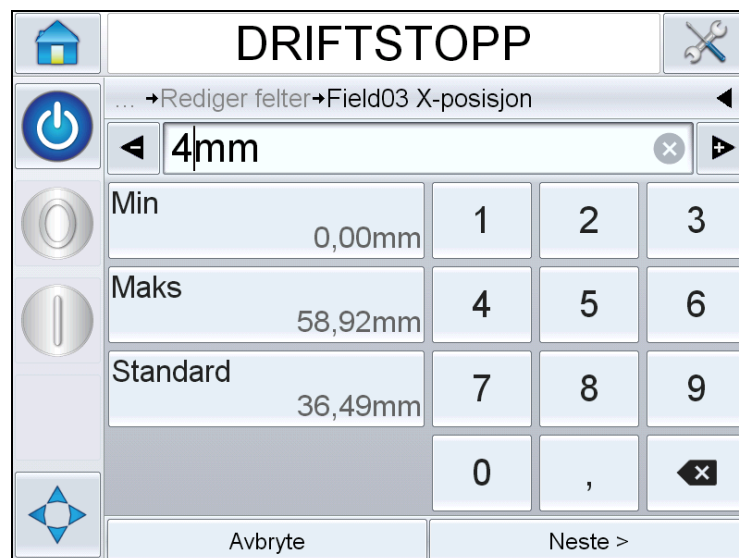 DRIFTSTOPP
... →Rediger felter→Field03 X-posisjon
4mm
Min
0,00mm
1 2 3
Maks
58,92mm
4 5 6
Standard
36,49mm
7 8 9
0 ,
Avbryte Neste >